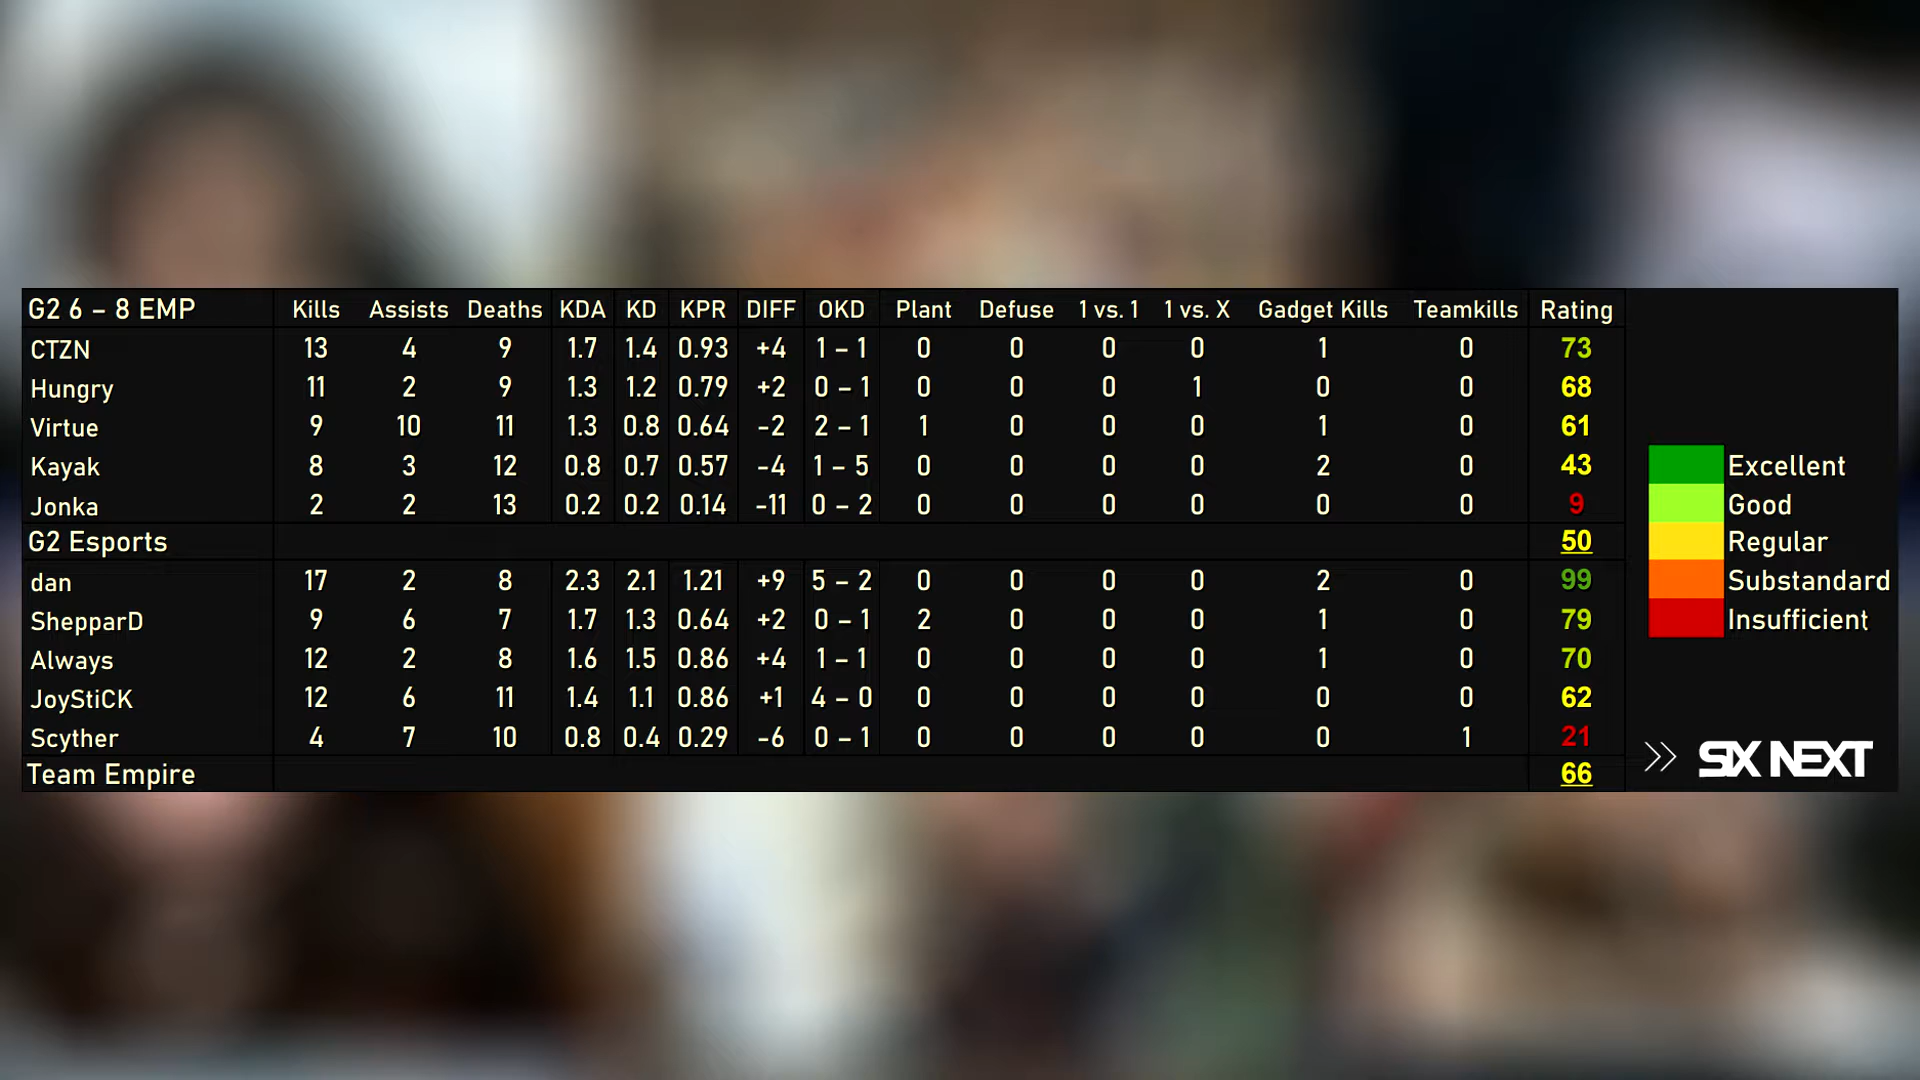 G2 6 – 8 EMP Kills Assists Deaths KDA KD KPR DIFF OKD Plant Defuse 1 vs. 1 1 vs. X Gadget Kills Teamkills Rating
CTZN 13 4 9 1.7 1.4 0.93 +4 1 – 1 0 0 0 0 1 0 73
Hungry 11 2 9 1.3 1.2 0.79 +2 0 – 1 0 0 0 1 0 0 68
Virtue 9 10 11 1.3 0.8 0.64 -2 2 – 1 1 0 0 0 1 0 61
Kayak 8 3 12 0.8 0.7 0.57 -4 1 – 5 0 0 0 0 2 0 43
Jonka 2 2 13 0.2 0.2 0.14 -11 0 – 2 0 0 0 0 0 0 9
G2 Esports 50
dan 17 2 8 2.3 2.1 1.21 +9 5 – 2 0 0 0 0 2 0 99
ShepparD 9 6 7 1.7 1.3 0.64 +2 0 – 1 2 0 0 0 1 0 79
Always 12 2 8 1.6 1.5 0.86 +4 1 – 1 0 0 0 0 1 0 70
JoyStiCK 12 6 11 1.4 1.1 0.86 +1 4 – 0 0 0 0 0 0 0 62
Scyther 4 7 10 0.8 0.4 0.29 -6 0 – 1 0 0 0 0 0 1 21
Team Empire 66
Excellent
Good
Regular
Substandard
Insufficient
SIX NEXT